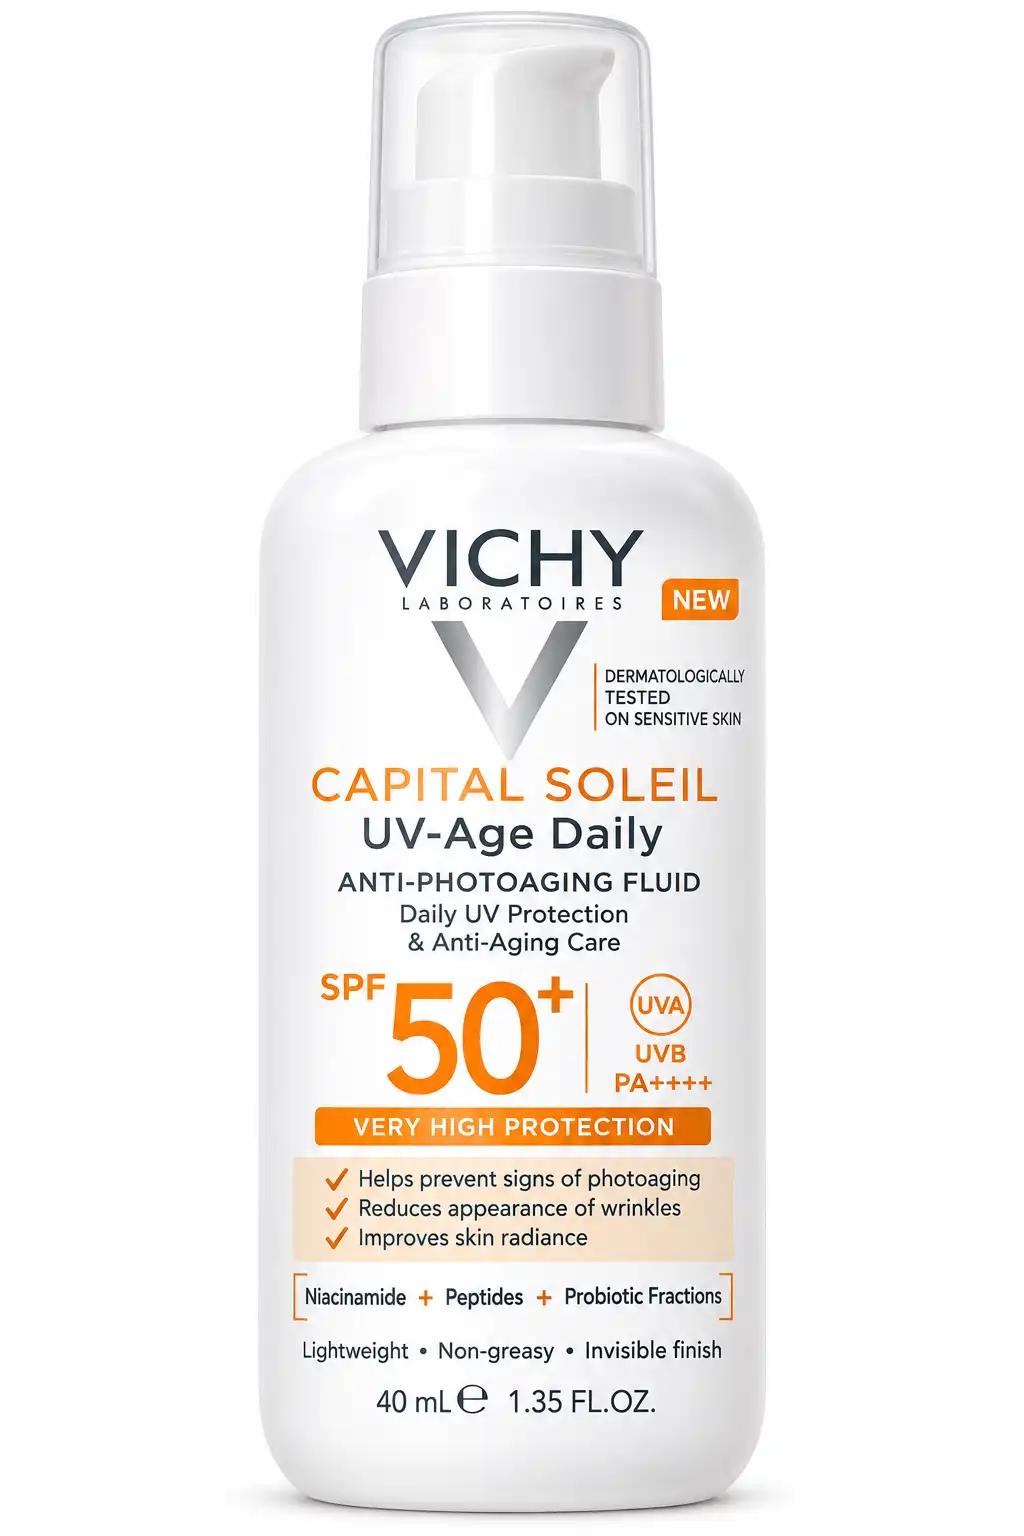 VICHY
LABORATOIRES
NEW
DERMATOLOGICALLY
TESTED
ON SENSITIVE SKIN
CAPITAL SOLEIL
UV-Age Daily
ANTI-PHOTOAGING FLUID
Daily UV Protection
& Anti-Aging Care
SPF 50+
UVA
UVB
PA++++
VERY HIGH PROTECTION
✓ Helps prevent signs of photoaging
✓ Reduces appearance of wrinkles
✓ Improves skin radiance
[Niacinamide + Peptides + Probiotic Fractions]
Lightweight • Non-greasy • Invisible finish
40 mL ℮ 1.35 FL.OZ.